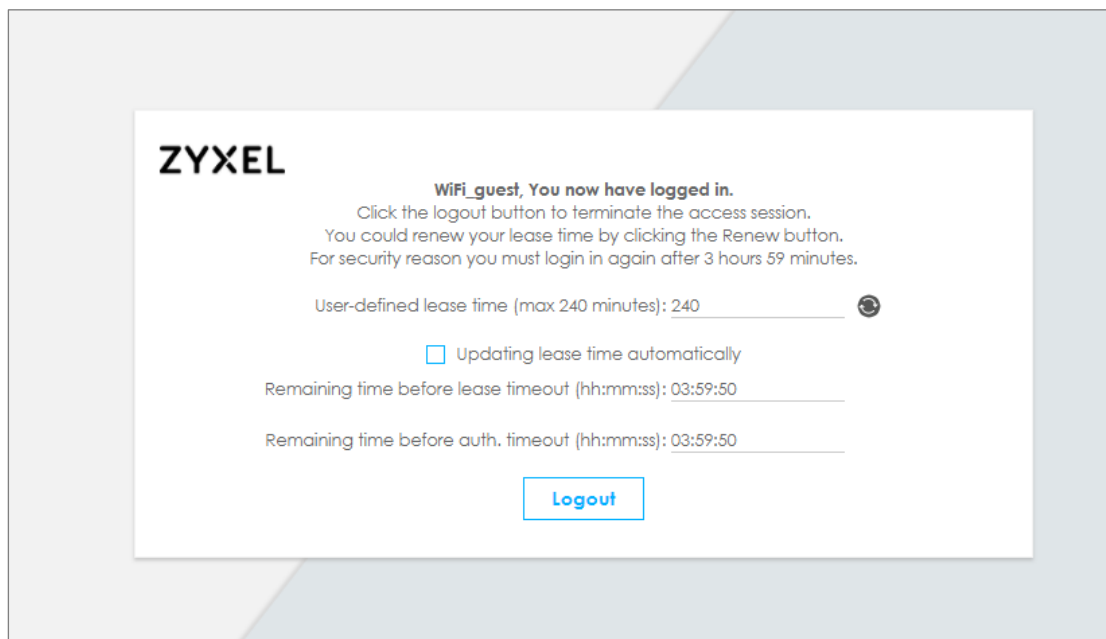 ZYXEL
WiFi_guest, You now have logged in.
Click the logout button to terminate the access session.
You could renew your lease time by clicking the Renew button.
For security reason you must login in again after 3 hours 59 minutes.
User-defined lease time (max 240 minutes): 240
Updating lease time automatically
Remaining time before lease timeout (hh:mm:ss): 03:59:50
Remaining time before auth. timeout (hh:mm:ss): 03:59:50
Logout